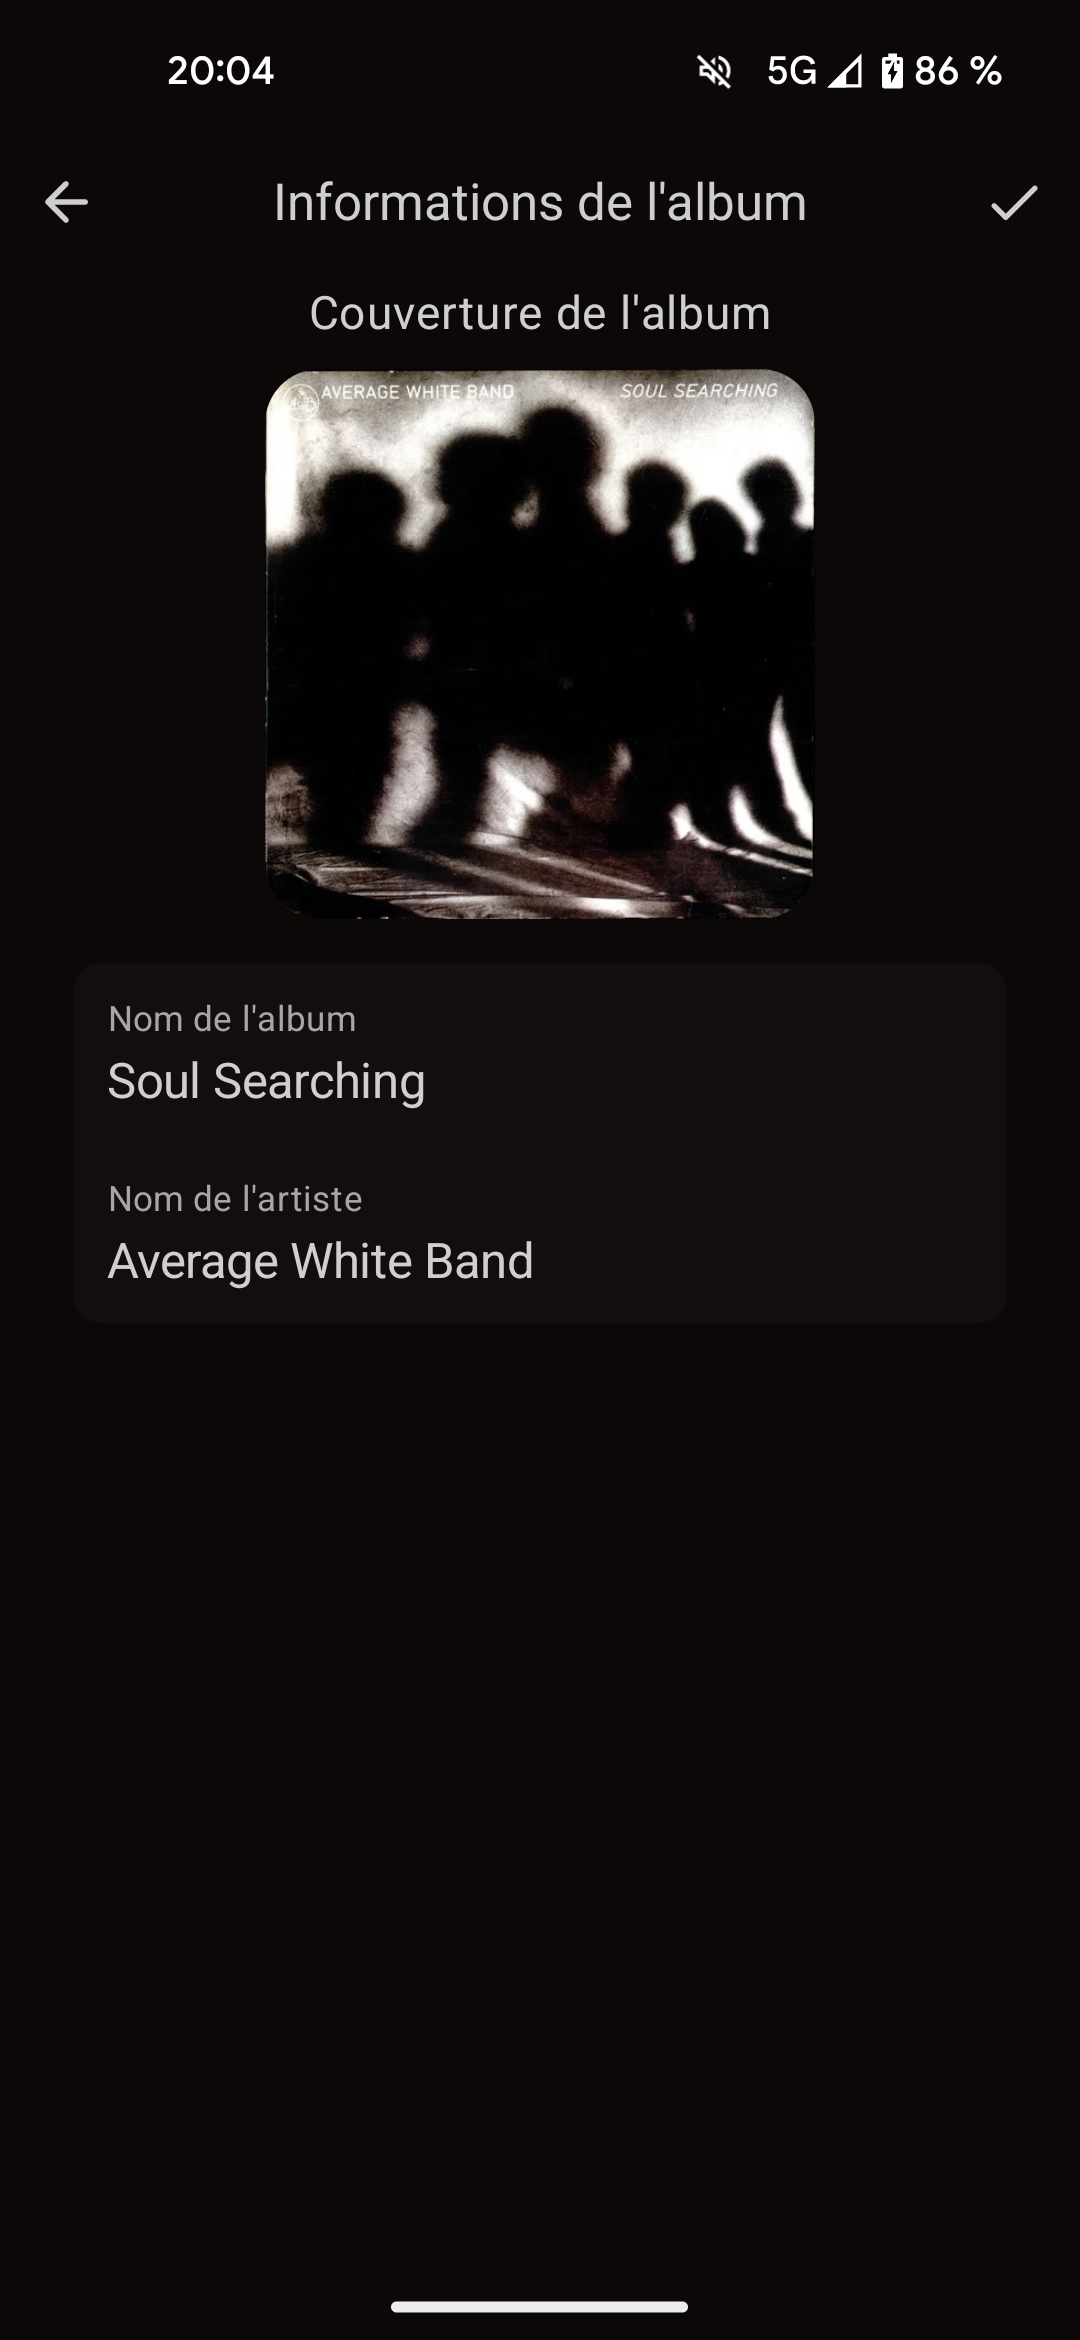 20:04
5G 86 %
Informations de l'album
Couverture de l'album
AVERAGE WHITE BAND SOUL SEARCHING
Nom de l'album
Soul Searching
Nom de l'artiste
Average White Band